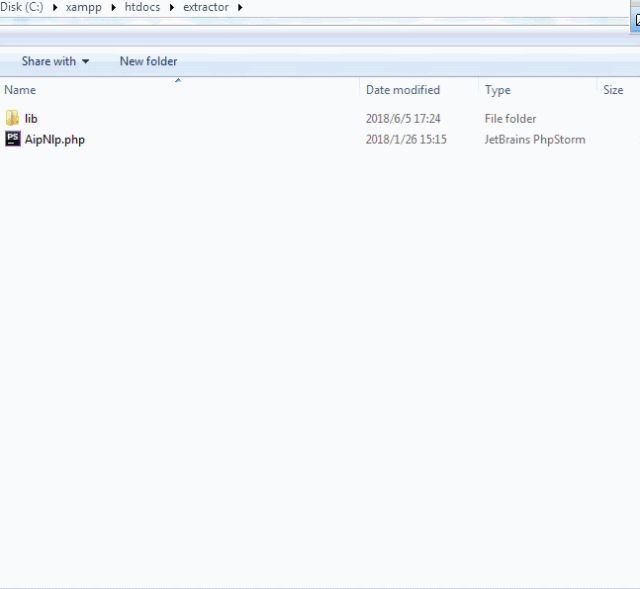 Disk (C:) xampp htdocs extractor
Share with New folder
Name Date modified Type Size
lib 2018/6/5 17:24 File folder
PS AipNlp.php 2018/1/26 15:15 JetBrains PhpStorm